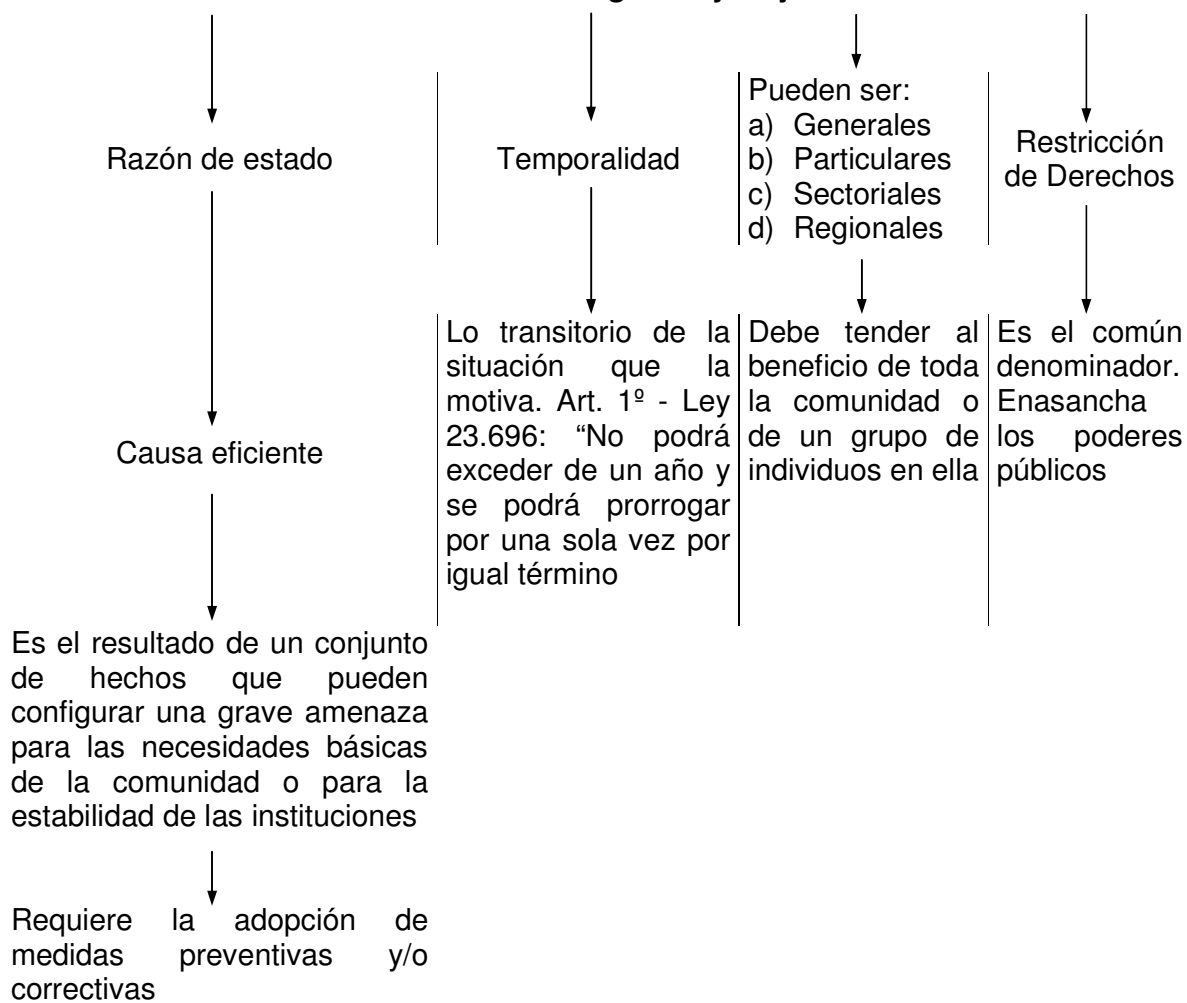 Razón de estado
Causa eficiente
Es el resultado de un conjunto
de hechos que pueden
configurar una grave amenaza
para las necesidades básicas
de la comunidad o para la
estabilidad de las instituciones
Requiere la adopción de
medidas preventivas y/o
correctivas
Temporalidad
Lo transitorio de la
situación que la
motiva. Art. 1º - Ley
23.696: “No podrá
exceder de un año y
se podrá prorrogar
por una sola vez por
igual término
Pueden ser:
a) Generales
b) Particulares
c) Sectoriales
d) Regionales
Debe tender al
beneficio de toda
la comunidad o
de un grupo de
individuos en ella
Restricción
de Derechos
Es el común
denominador.
Enasancha
los poderes
públicos